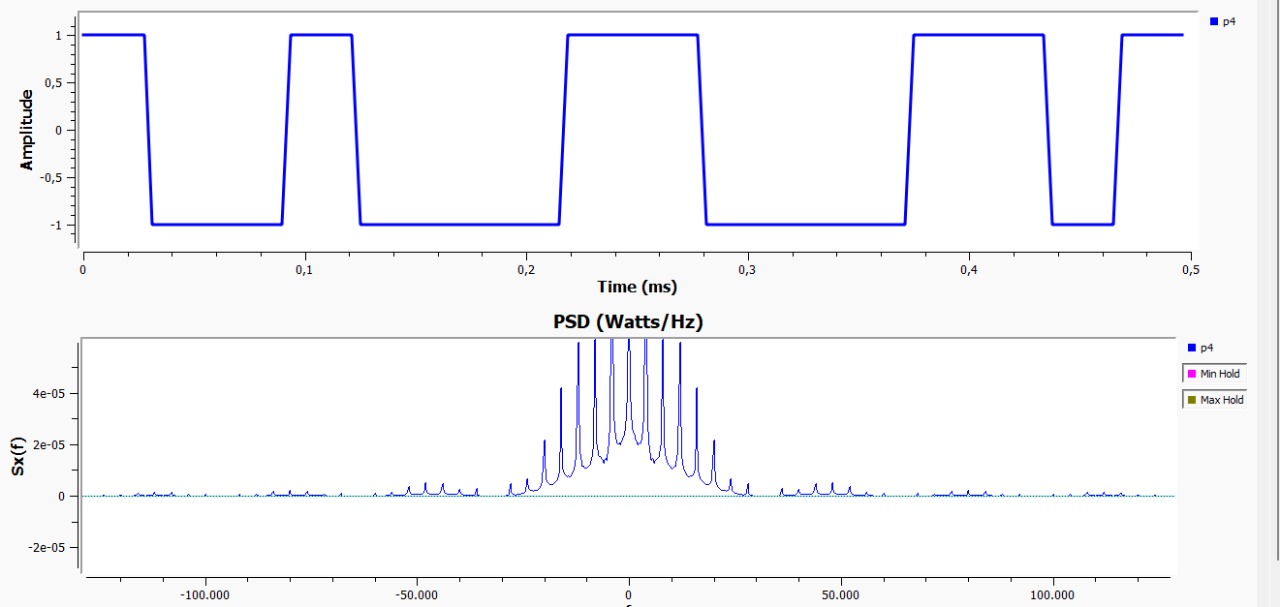 p4
1
0,5
0
-0,5
-1
Amplitude
0 0,1 0,2 0,3 0,4 0,5
Time (ms)
PSD (Watts/Hz)
p4
Min Hold
Max Hold
4e-05
2e-05
0
-2e-05
Sx(f)
-100.000 -50.000 0 50.000 100.000